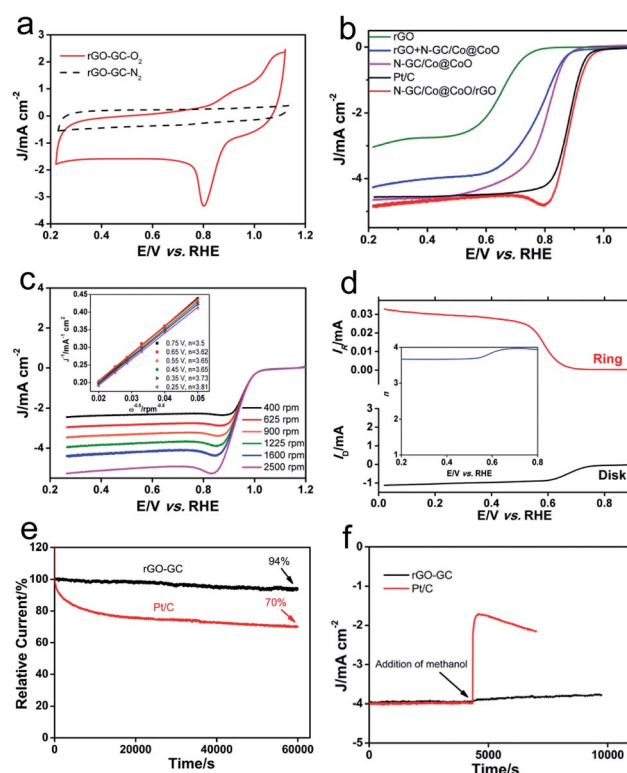 a
rGO-GC-O2
rGO-GC-N2
J/mA cm-2
3
2
1
0
-1
-2
-3
-4
0.2 0.4 0.6 0.8 1.0 1.2
E/V vs. RHE
b
rGO
rGO+N-GC/Co@CoO
N-GC/Co@CoO
Pt/C
N-GC/Co@CoO/rGO
J/mA cm-2
0
-2
-4
0.2 0.4 0.6 0.8 1.0
E/V vs. RHE
c
J/mA cm-2
4
2
0
-2
-4
0.45
0.40
0.35
0.30
0.25
0.20
J-1/mA-1 cm2
0.02 0.03 0.04 0.05
ω-0.5/rpm-0.5
0.75 V, n=3.5
0.65 V, n=3.62
0.55 V, n=3.65
0.45 V, n=3.65
0.35 V, n=3.73
0.25 V, n=3.81
400 rpm
625 rpm
900 rpm
1225 rpm
1600 rpm
2500 rpm
0.2 0.4 0.6 0.8 1.0 1.2
E/V vs. RHE
d
IR/mA
0.03
0.02
0.01
0.00
Ring
n
4
3
2
1
0.2 0.4 0.6 0.8
E/V vs. RHE
ID/mA
0
-1
Disk
0.0 0.2 0.4 0.6 0.8
E/V vs. RHE
e
Relative Current/%
120
100
80
60
40
20
0
rGO-GC
94%
Pt/C
70%
0 20000 40000 60000
Time/s
f
rGO-GC
Pt/C
J/mA cm-2
0
-1
-2
-3
-4
-5
Addition of methanol
0 5000 10000
Time/s